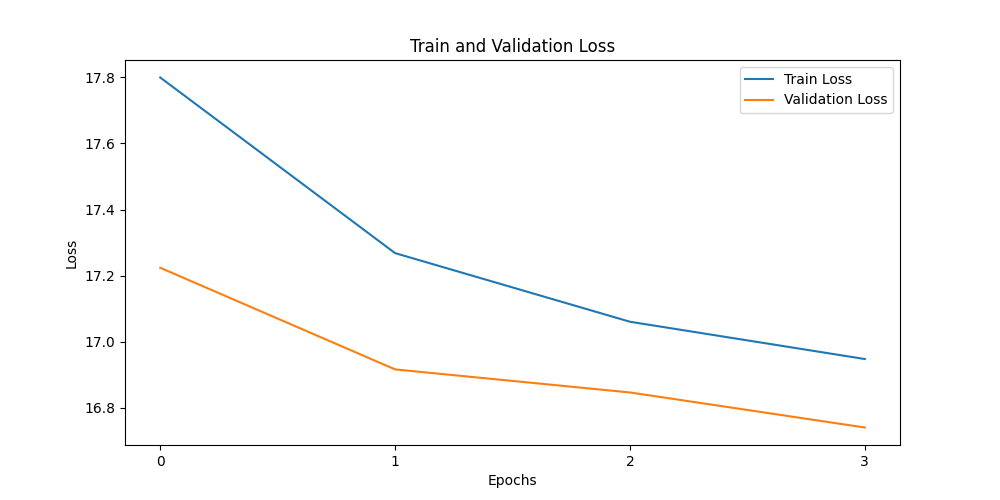 Train and Validation Loss
Train Loss
Validation Loss
Loss
17.8
17.6
17.4
17.2
17.0
16.8
0 1 2 3
Epochs